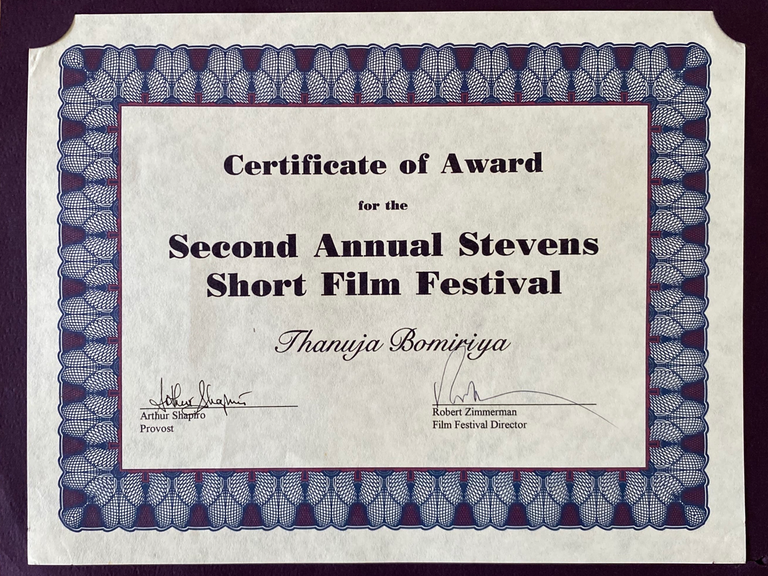 Certificate of Award
for the
Second Annual Stevens
Short Film Festival
Thanuja Bomiriya
Arthur Shapiro
Arthur Shapiro
Provost
Robert Zimmerman
Film Festival Director